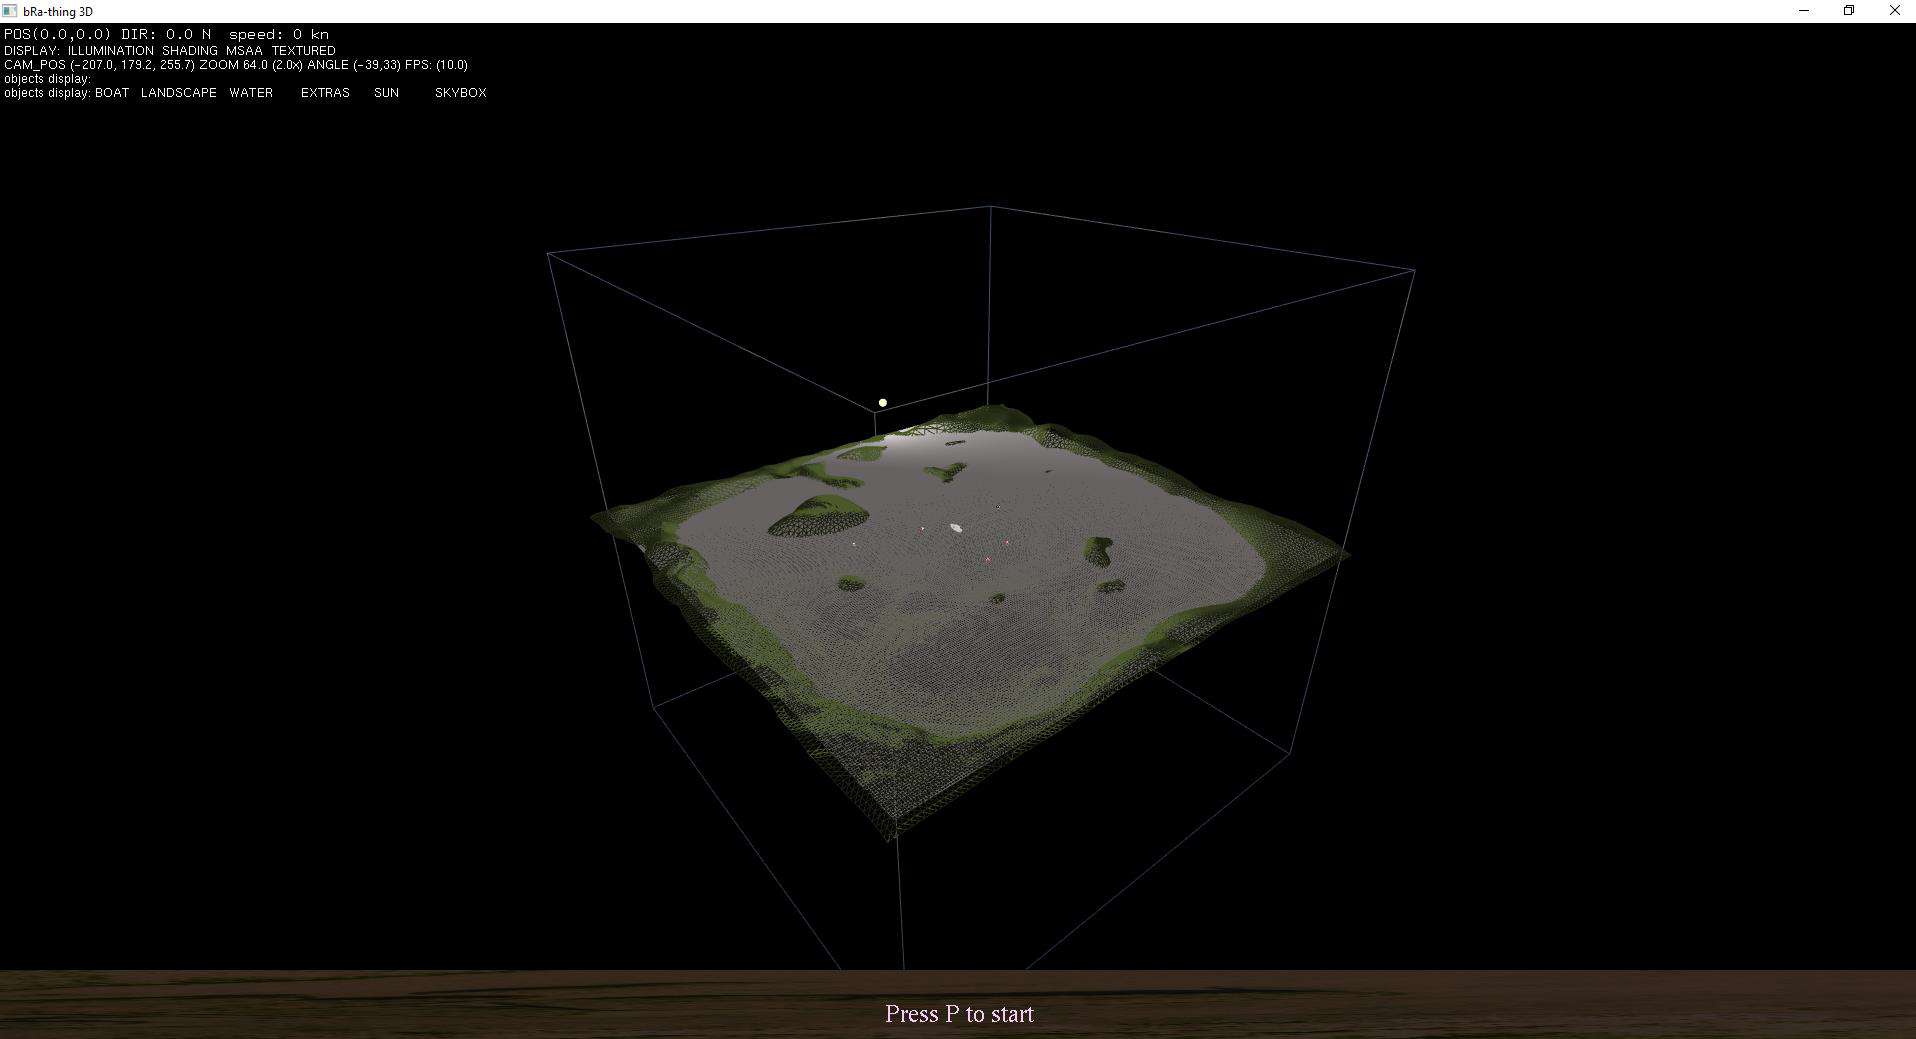 bRa-thing 3D
POS(0.0,0.0) DIR: 0.0 N speed: 0 kn
DISPLAY: ILLUMINATION SHADING MSAA TEXTURED
CAM_POS (-207.0, 179.2, 255.7) ZOOM 64.0 (2.0x) ANGLE (-39,33) FPS: (10.0)
objects display:
objects display: BOAT LANDSCAPE WATER EXTRAS SUN SKYBOX
Press P to start